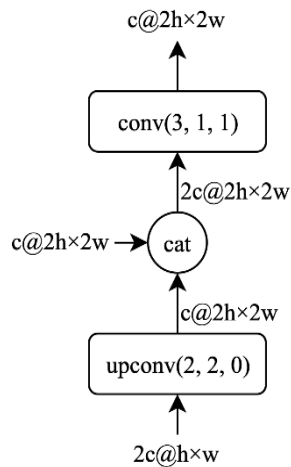 c@2h×2w
conv(3, 1, 1)
2c@2h×2w
c@2h×2w
cat
c@2h×2w
upconv(2, 2, 0)
2c@h×w